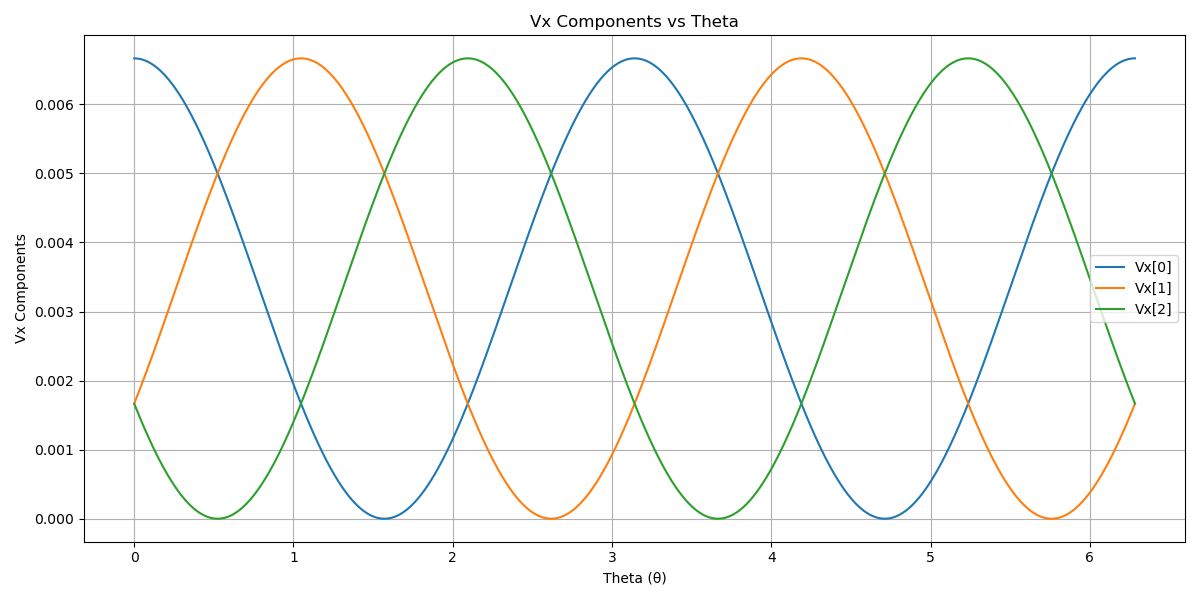 Vx Components vs Theta
Vx Components
0.006
0.005
0.004
0.003
0.002
0.001
0.000
0 1 2 3 4 5 6
Theta (θ)
Vx[0]
Vx[1]
Vx[2]